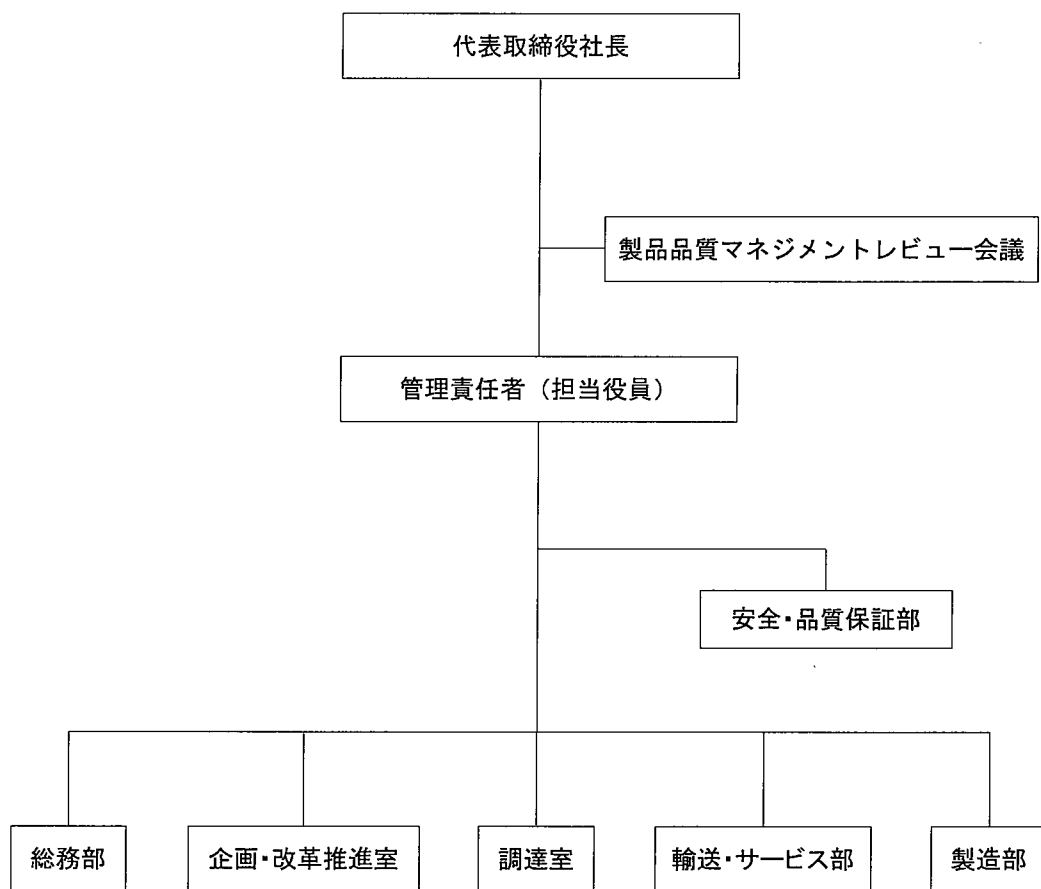 代表取締役社長
製品品質マネジメントレビュー会議
管理責任者（担当役員）
安全・品質保証部
総務部
企画・改革推進室
調達室
輸送・サービス部
製造部